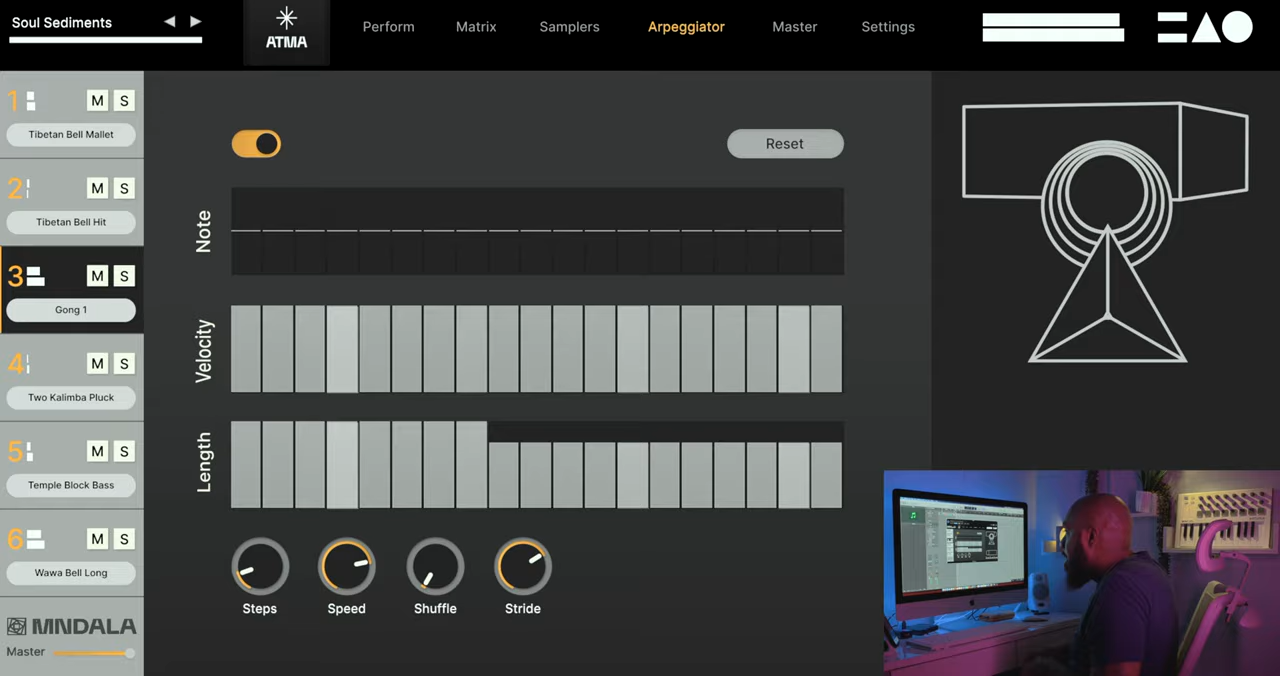 Soul Sediments
ATMA
Perform
Matrix
Samplers
Arpeggiator
Master
Settings
1
M S
Tibetan Bell Mallet
2
M S
Tibetan Bell Hit
3
M S
Gong 1
4
M S
Two Kalimba Pluck
5
M S
Temple Block Bass
6
M S
Wawa Bell Long
MNDALA
Master
Reset
Note
Velocity
Length
Steps
Speed
Shuffle
Stride